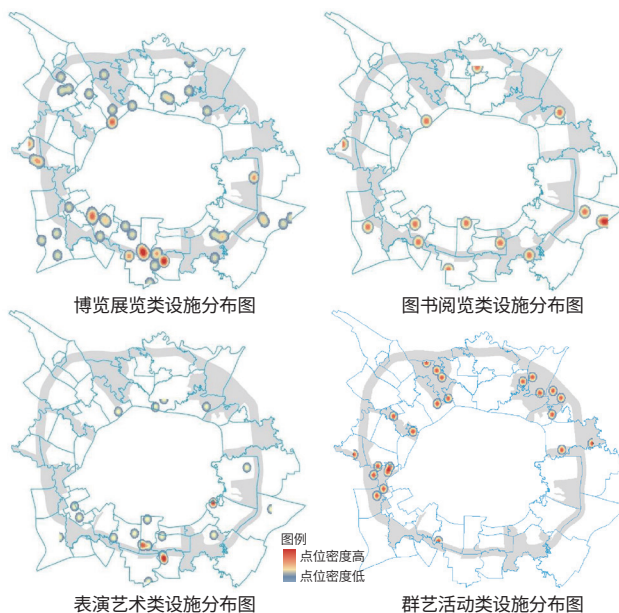 博览展览类设施分布图
图书阅览类设施分布图
图例
点位密度高
点位密度低
表演艺术类设施分布图
群艺活动类设施分布图